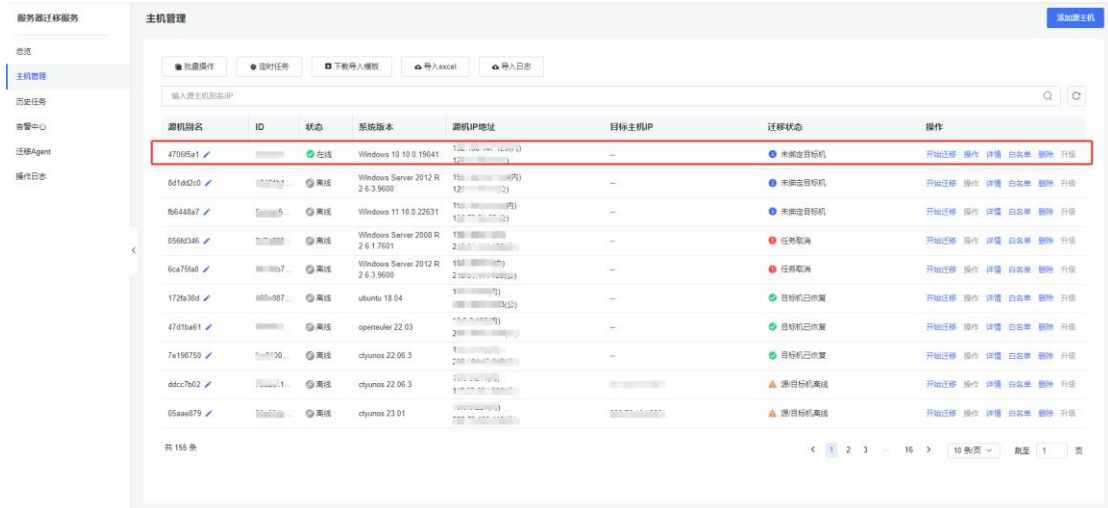 服务器迁移服务
主机管理
添加源主机
总览
主机管理
历史任务
告警中心
迁移Agent
操作日志
批量操作 定时任务 下载导入模板 导入excel 导入日志
输入源主机别名/IP
源机别名 ID 状态 系统版本 源机IP地址 目标主机IP 迁移状态 操作
4706f5a1 在线 Windows 10 10.0.19041 -- 未绑定目标机 开始迁移 操作 详情 白名单 删除 升级
8d1dd2c0 离线 Windows Server 2012 R2 6.3.9600 -- 未绑定目标机 开始迁移 操作 详情 白名单 删除 升级
fb6448a7 离线 Windows 11 10.0.22631 -- 未绑定目标机 开始迁移 操作 详情 白名单 删除 升级
056fd346 离线 Windows Server 2008 R2 6.1.7601 -- 任务取消 开始迁移 操作 详情 白名单 删除 升级
6ca75fa0 离线 Windows Server 2012 R2 6.3.9600 -- 任务取消 开始迁移 操作 详情 白名单 删除 升级
172fa38d 离线 ubuntu 18.04 -- 目标机已恢复 开始迁移 操作 详情 白名单 删除 升级
47d1ba61 离线 openeuler 22.03 -- 目标机已恢复 开始迁移 操作 详情 白名单 删除 升级
7e198750 离线 ctyunos 22.06.3 -- 目标机已恢复 开始迁移 操作 详情 白名单 删除 升级
ddcc7b02 离线 ctyunos 22.06.3 源/目标机离线 开始迁移 操作 详情 白名单 删除 升级
05aae879 离线 ctyunos 23.01 源/目标机离线 开始迁移 操作 详情 白名单 删除 升级
共 155 条
1 2 3 ··· 16 10 条/页 跳至 1 页